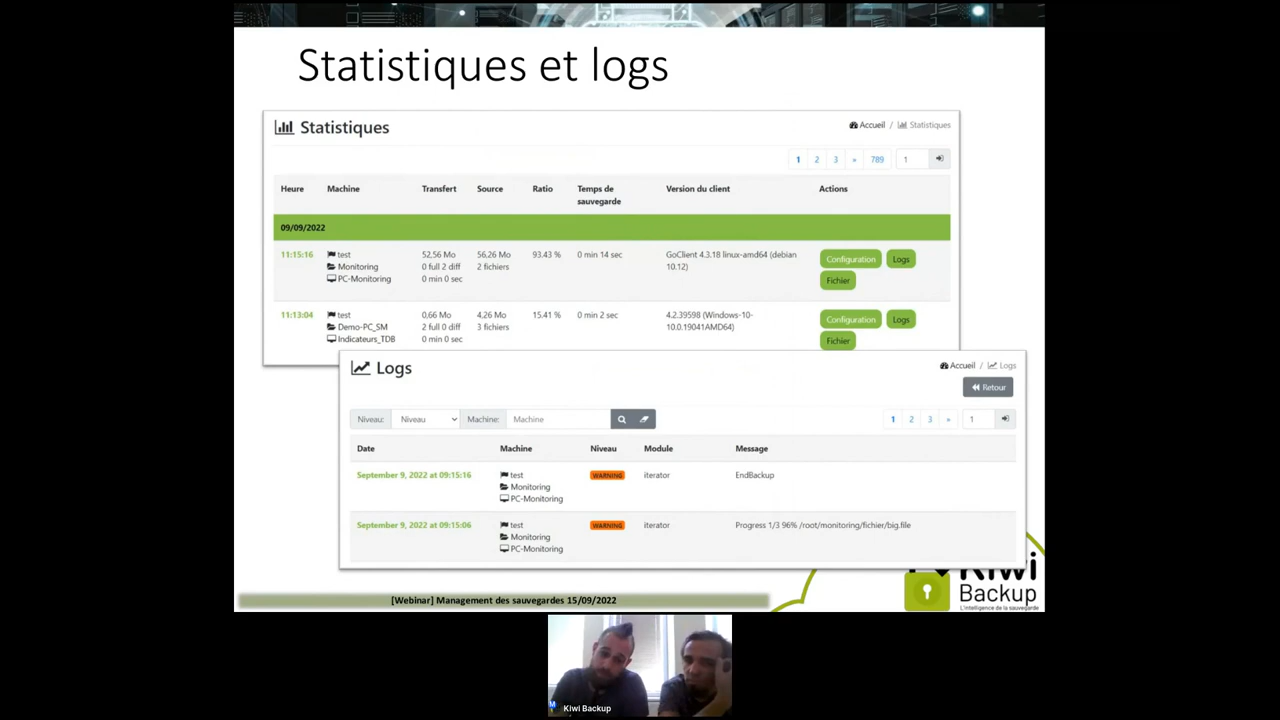 Statistiques et logs
Statistiques
Accueil / Statistiques
1 2 3 » 789 1
Heure Machine Transfert Source Ratio Temps de sauvegarde Version du client Actions
09/09/2022
11:15:16 test 52,56 Mo 56,26 Mo 93.43 % 0 min 14 sec GoClient 4.3.18 linux-amd64 (debian Configuration Logs
Monitoring 0 full 2 diff 2 fichiers 10.12)
PC-Monitoring 0 min 0 sec Fichier
11:13:04 test 0,66 Mo 4,26 Mo 15.41 % 0 min 2 sec 4.2.39598 (Windows-10- Configuration Logs
Demo-PC_SM 2 full 0 diff 3 fichiers 10.0.19041AMD64)
Indicateurs_TDB 0 min 0 sec Fichier
Logs
Accueil / Logs
Retour
Niveau: Niveau Machine: Machine 1 2 3 » 1
Date Machine Niveau Module Message
September 9, 2022 at 09:15:16 test WARNING iterator EndBackup
Monitoring
PC-Monitoring
September 9, 2022 at 09:15:06 test WARNING iterator Progress 1/3 96% /root/monitoring/fichier/big.file
Monitoring
PC-Monitoring
Kiwi
Backup
L'intelligence de la sauvegarde
[Webinar] Management des sauvegardes 15/09/2022
Kiwi Backup